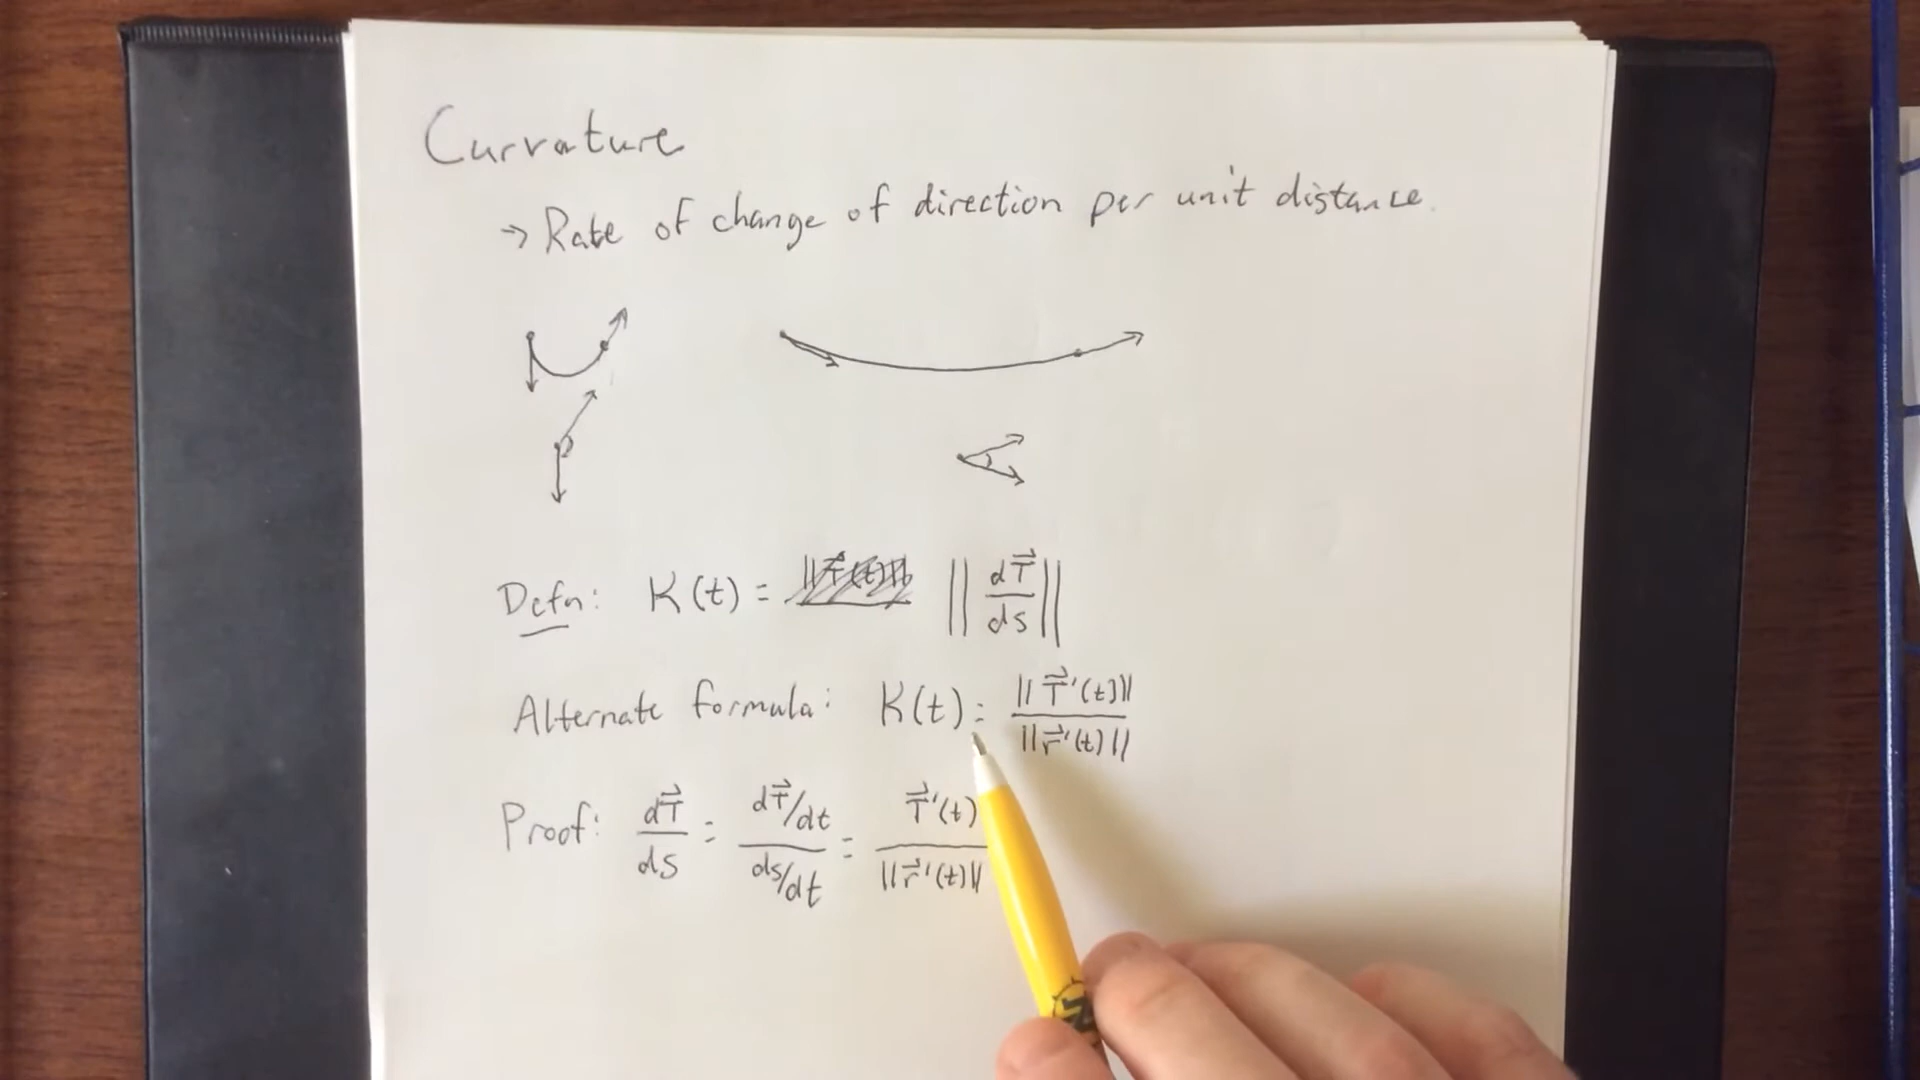 Curvature
→ Rate of change of direction per unit distance.
Defn: K(t) = || dT⃗/ds ||
Alternate formula: K(t) = ||T⃗'(t)|| / ||r⃗'(t)||
Proof: dT⃗/ds = (dT⃗/dt)/(ds/dt) = T⃗'(t) / ||r⃗'(t)||